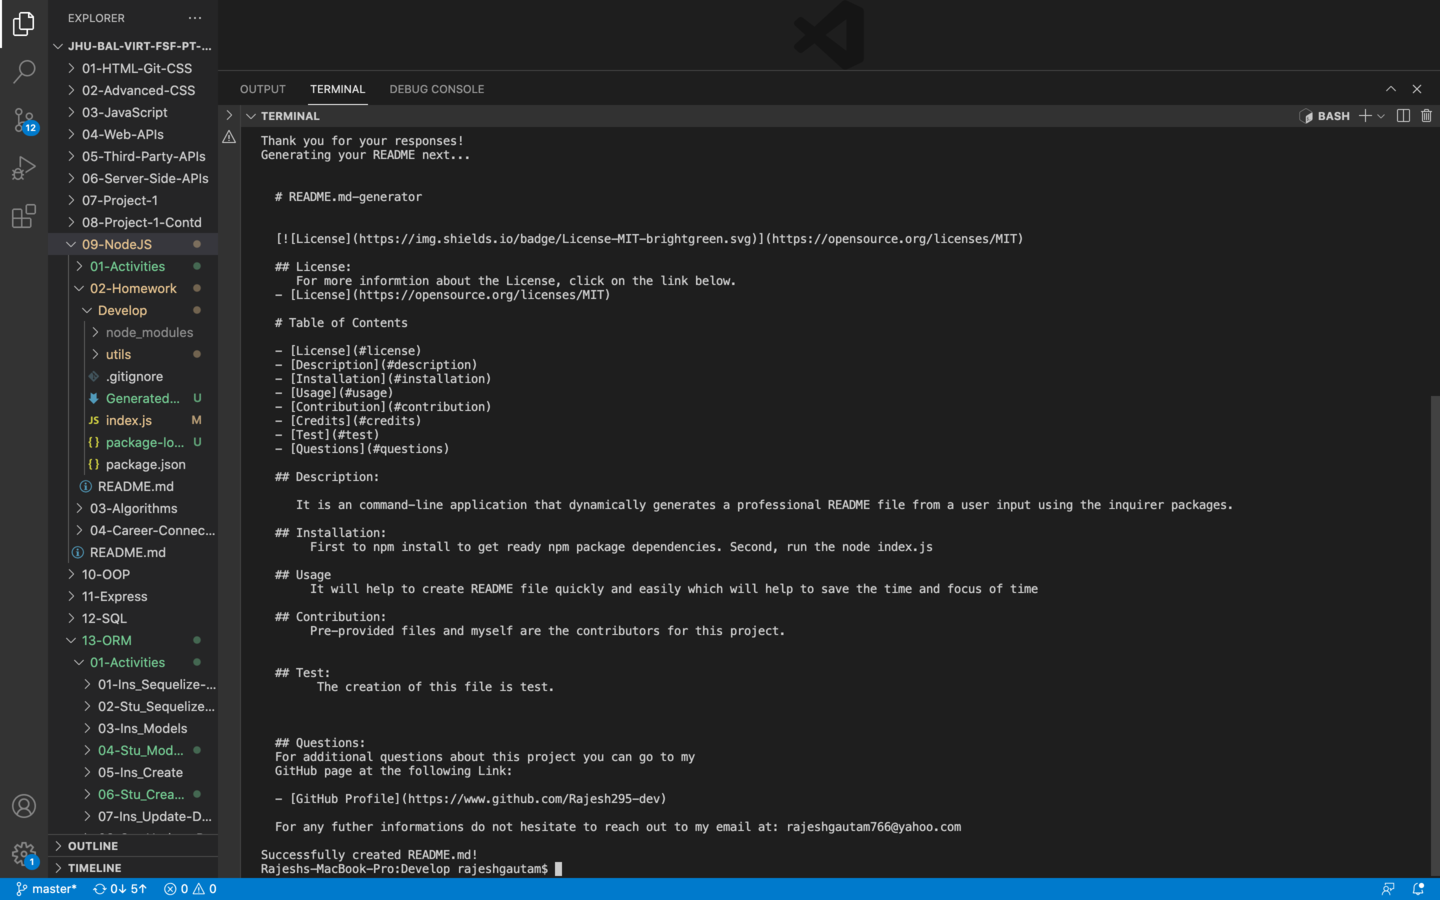 EXPLORER
JHU-BAL-VIRT-FSF-PT-...
01-HTML-Git-CSS
02-Advanced-CSS
03-JavaScript
04-Web-APIs
05-Third-Party-APIs
06-Server-Side-APIs
07-Project-1
08-Project-1-Contd
09-NodeJS
01-Activities
02-Homework
Develop
node_modules
utils
.gitignore
Generated... U
JS index.js M
{} package-lo... U
{} package.json
README.md
03-Algorithms
04-Career-Connec...
README.md
10-OOP
11-Express
12-SQL
13-ORM
01-Activities
01-Ins_Sequelize-...
02-Stu_Sequelize...
03-Ins_Models
04-Stu_Mod...
05-Ins_Create
06-Stu_Crea...
07-Ins_Update-D...
OUTLINE
TIMELINE
12
1
OUTPUT TERMINAL DEBUG CONSOLE
TERMINAL
BASH
Thank you for your responses!
Generating your README next...
# README.md-generator
[![License](https://img.shields.io/badge/License-MIT-brightgreen.svg)](https://opensource.org/licenses/MIT)
## License:
For more informtion about the License, click on the link below.
- [License](https://opensource.org/licenses/MIT)
# Table of Contents
- [License](#license)
- [Description](#description)
- [Installation](#installation)
- [Usage](#usage)
- [Contribution](#contribution)
- [Credits](#credits)
- [Test](#test)
- [Questions](#questions)
## Description:
It is an command-line application that dynamically generates a professional README file from a user input using the inquirer packages.
## Installation:
First to npm install to get ready npm package dependencies. Second, run the node index.js
## Usage
It will help to create README file quickly and easily which will help to save the time and focus of time
## Contribution:
Pre-provided files and myself are the contributors for this project.
## Test:
The creation of this file is test.
## Questions:
For additional questions about this project you can go to my
GitHub page at the following Link:
- [GitHub Profile](https://www.github.com/Rajesh295-dev)
For any futher informations do not hesitate to reach out to my email at: rajeshgautam766@yahoo.com
Successfully created README.md!
Rajeshs-MacBook-Pro:Develop rajeshgautam$
master* 0↓ 5↑ 0 0